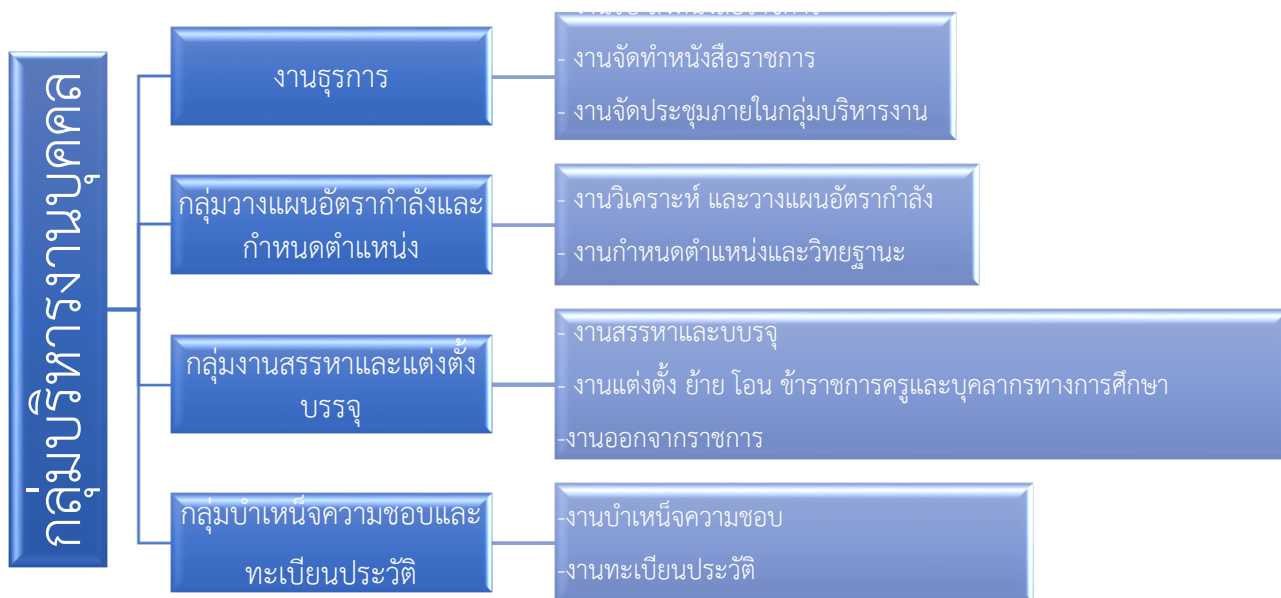 กลุ่มบริหารงานบุคคล
งานธุรการ
- งานจัดทำหนังสือราชการ
- งานจัดประชุมภายในกลุ่มบริหารงาน
กลุ่มวางแผนอัตรากำลังและ
กำหนดตำแหน่ง
- งานวิเคราะห์ และวางแผนอัตรากำลัง
- งานกำหนดตำแหน่งและวิทยฐานะ
กลุ่มงานสรรหาและแต่งตั้ง
บรรจุ
- งานสรรหาและบบรจุ
- งานแต่งตั้ง ย้าย โอน ข้าราชการครูและบุคลากรทางการศึกษา
-งานออกจากราชการ
กลุ่มบำเหน็จความชอบและ
ทะเบียนประวัติ
-งานบำเหน็จความชอบ
-งานทะเบียนประวัติ